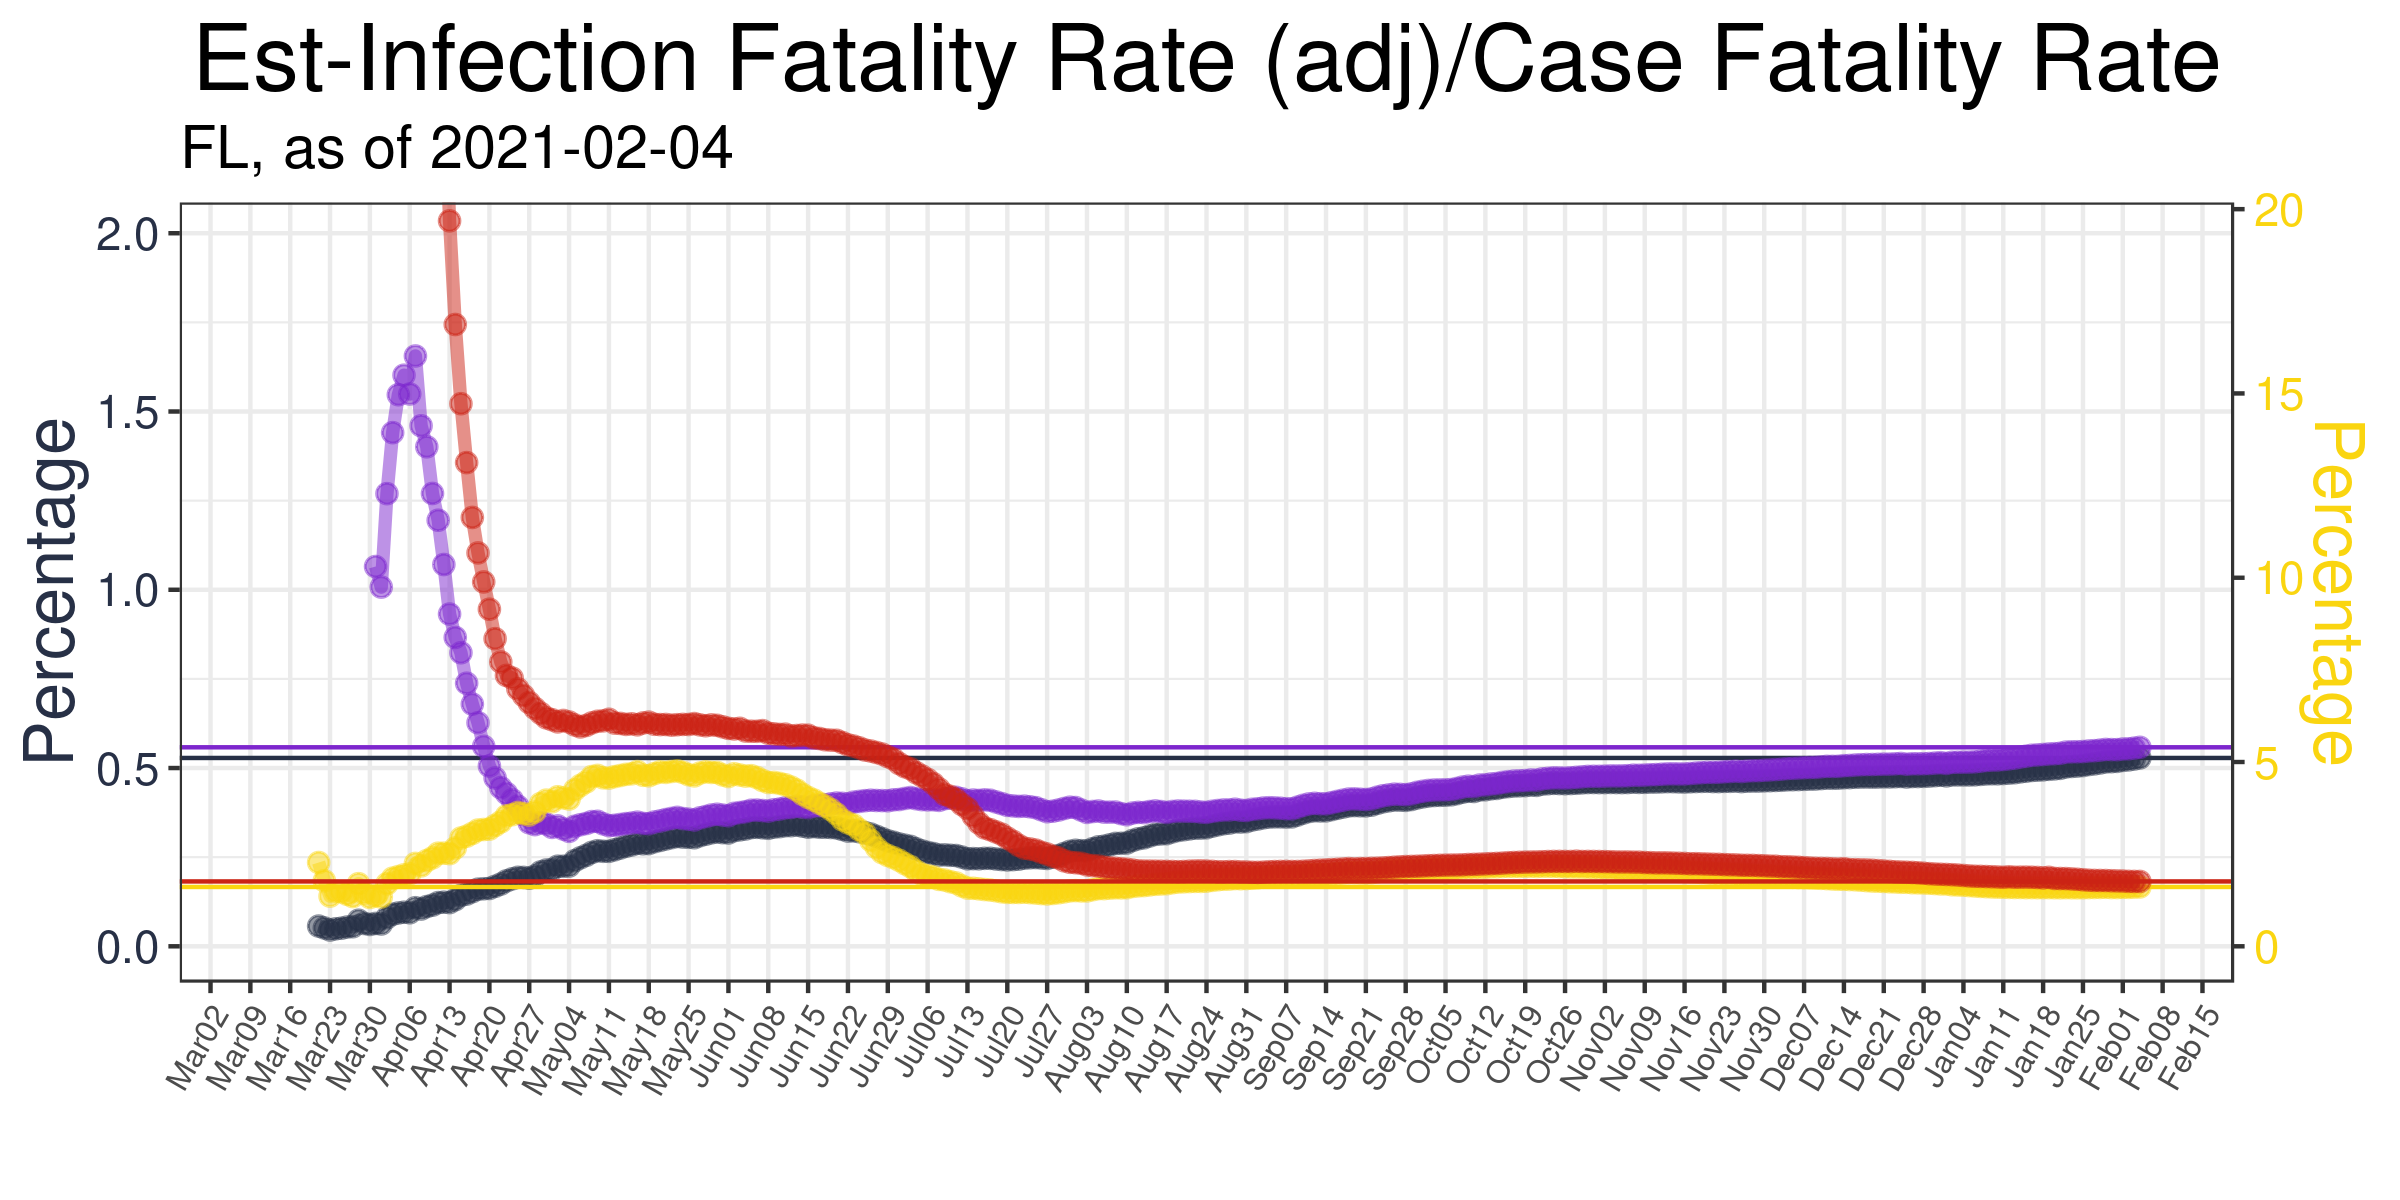 Est-Infection Fatality Rate (adj)/Case Fatality Rate
FL, as of 2021-02-04
Percentage
2.0
1.5
1.0
0.5
0.0
20
15
10
5
0
Percentage
Mar02
Mar09
Mar16
Mar23
Mar30
Apr06
Apr13
Apr20
Apr27
May04
May11
May18
May25
Jun01
Jun08
Jun15
Jun22
Jun29
Jul06
Jul13
Jul20
Jul27
Aug03
Aug10
Aug17
Aug24
Aug31
Sep07
Sep14
Sep21
Sep28
Oct05
Oct12
Oct19
Oct26
Nov02
Nov09
Nov16
Nov23
Nov30
Dec07
Dec14
Dec21
Dec28
Jan04
Jan11
Jan18
Jan25
Feb01
Feb08
Feb15